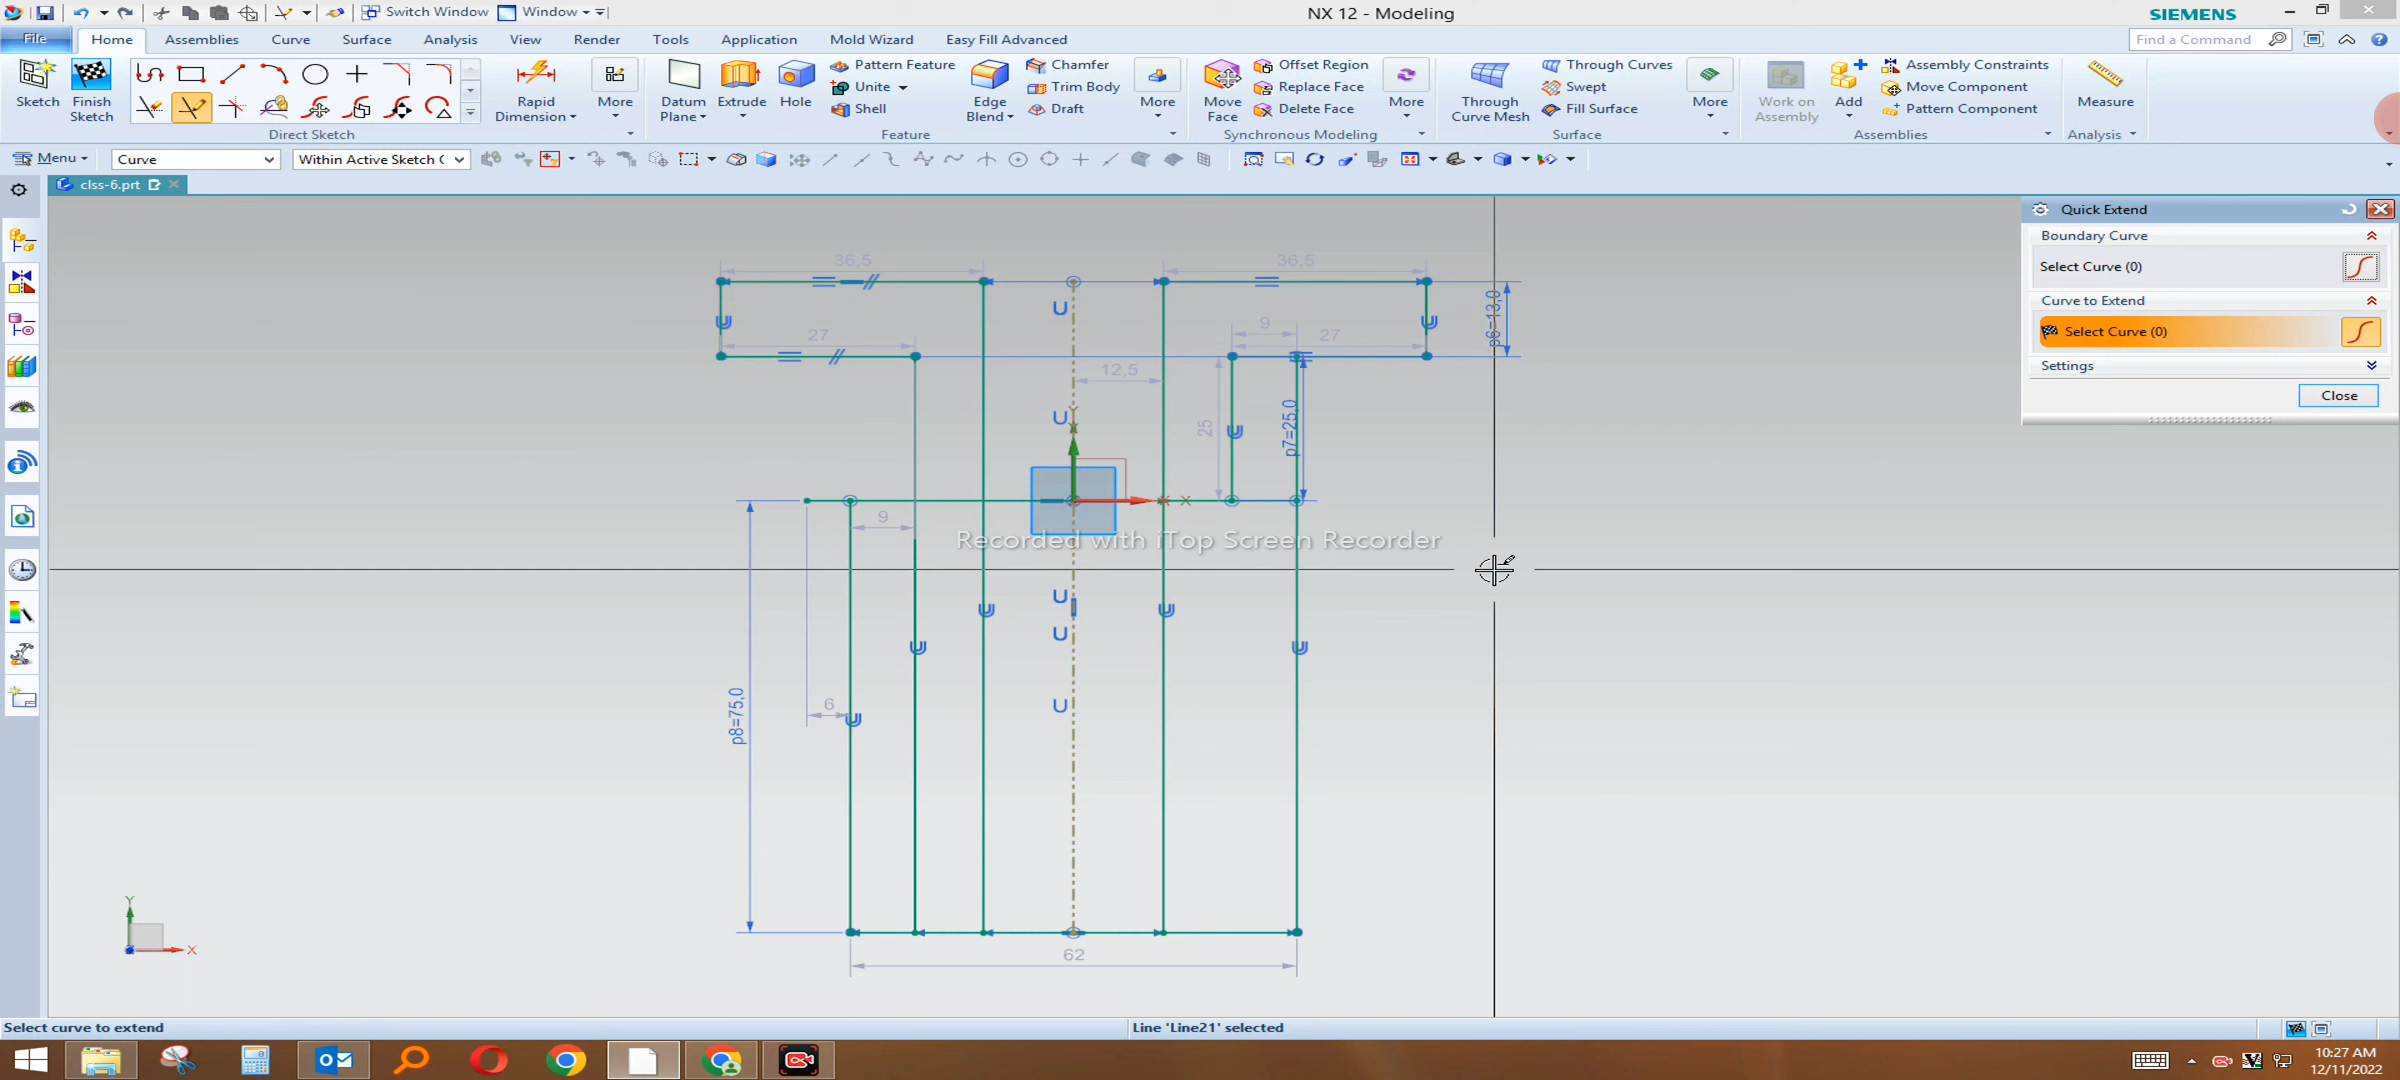 Switch Window
Window
NX 12 - Modeling
SIEMENS
File
Home
Assemblies
Curve
Surface
Analysis
View
Render
Tools
Application
Mold Wizard
Easy Fill Advanced
Find a Command
Sketch
Finish Sketch
Direct Sketch
Rapid Dimension
More
Datum Plane
Extrude
Hole
Pattern Feature
Unite
Shell
Edge Blend
Chamfer
Trim Body
Draft
More
Feature
Move Face
Offset Region
Replace Face
Delete Face
More
Synchronous Modeling
Through Curve Mesh
Through Curves
Swept
Fill Surface
More
Surface
Work on Assembly
Add
Assembly Constraints
Move Component
Pattern Component
Assemblies
Measure
Analysis
Menu
Curve
Within Active Sketch (
clss-6.prt
Quick Extend
Boundary Curve
Select Curve (0)
Curve to Extend
Select Curve (0)
Settings
Close
36,5
36,5
p6=13,0
27
9
27
12,5
25
p7=25,0
Y
X
9
Recorded with iTop Screen Recorder
6
p8=75,0
62
Y
X
Select curve to extend
Line 'Line21' selected
10:27 AM
12/11/2022